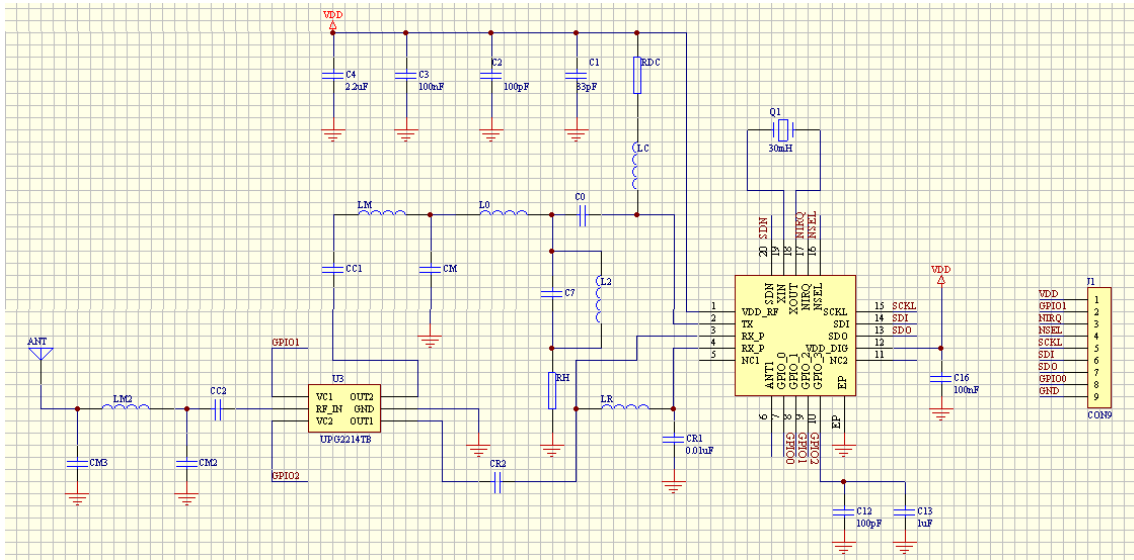 VDD
C4
2.2uF
C3
100nF
C2
100pF
C1
33pF
RDC
LC
Q1
30mH
LM
L0
C0
CC1
CM
C7
L2
SDN
NIRQ
NSEL
20
19
18
17
16
SDN
XIN
XOUT
NIRQ
NSEL
1
VDD_RF
2
TX
3
RX_P
4
RX_P
5
NC1
SCKL
15
SCKL
SDI
14
SDI
SDO
13
SDO
VDD_DIG
12
NC2
11
ANT1
GPIO_0
GPIO_1
GPIO_2
GPIO_3
EP
6
7
8
9
10
EP
GPIO0
GPIO1
GPIO2
VDD
C16
100nF
J1
VDD
1
GPIO1
2
NIRQ
3
NSEL
4
SCKL
5
SDI
6
SDO
7
GPIO0
8
GND
9
CON9
ANT
LM2
CC2
CM3
CM2
GPIO1
U3
VC1
OUT2
RF_IN
GND
VC2
OUT1
UPG2214TB
GPIO2
RH
LR
CR2
CR1
0.01uF
C12
100pF
C13
1uF